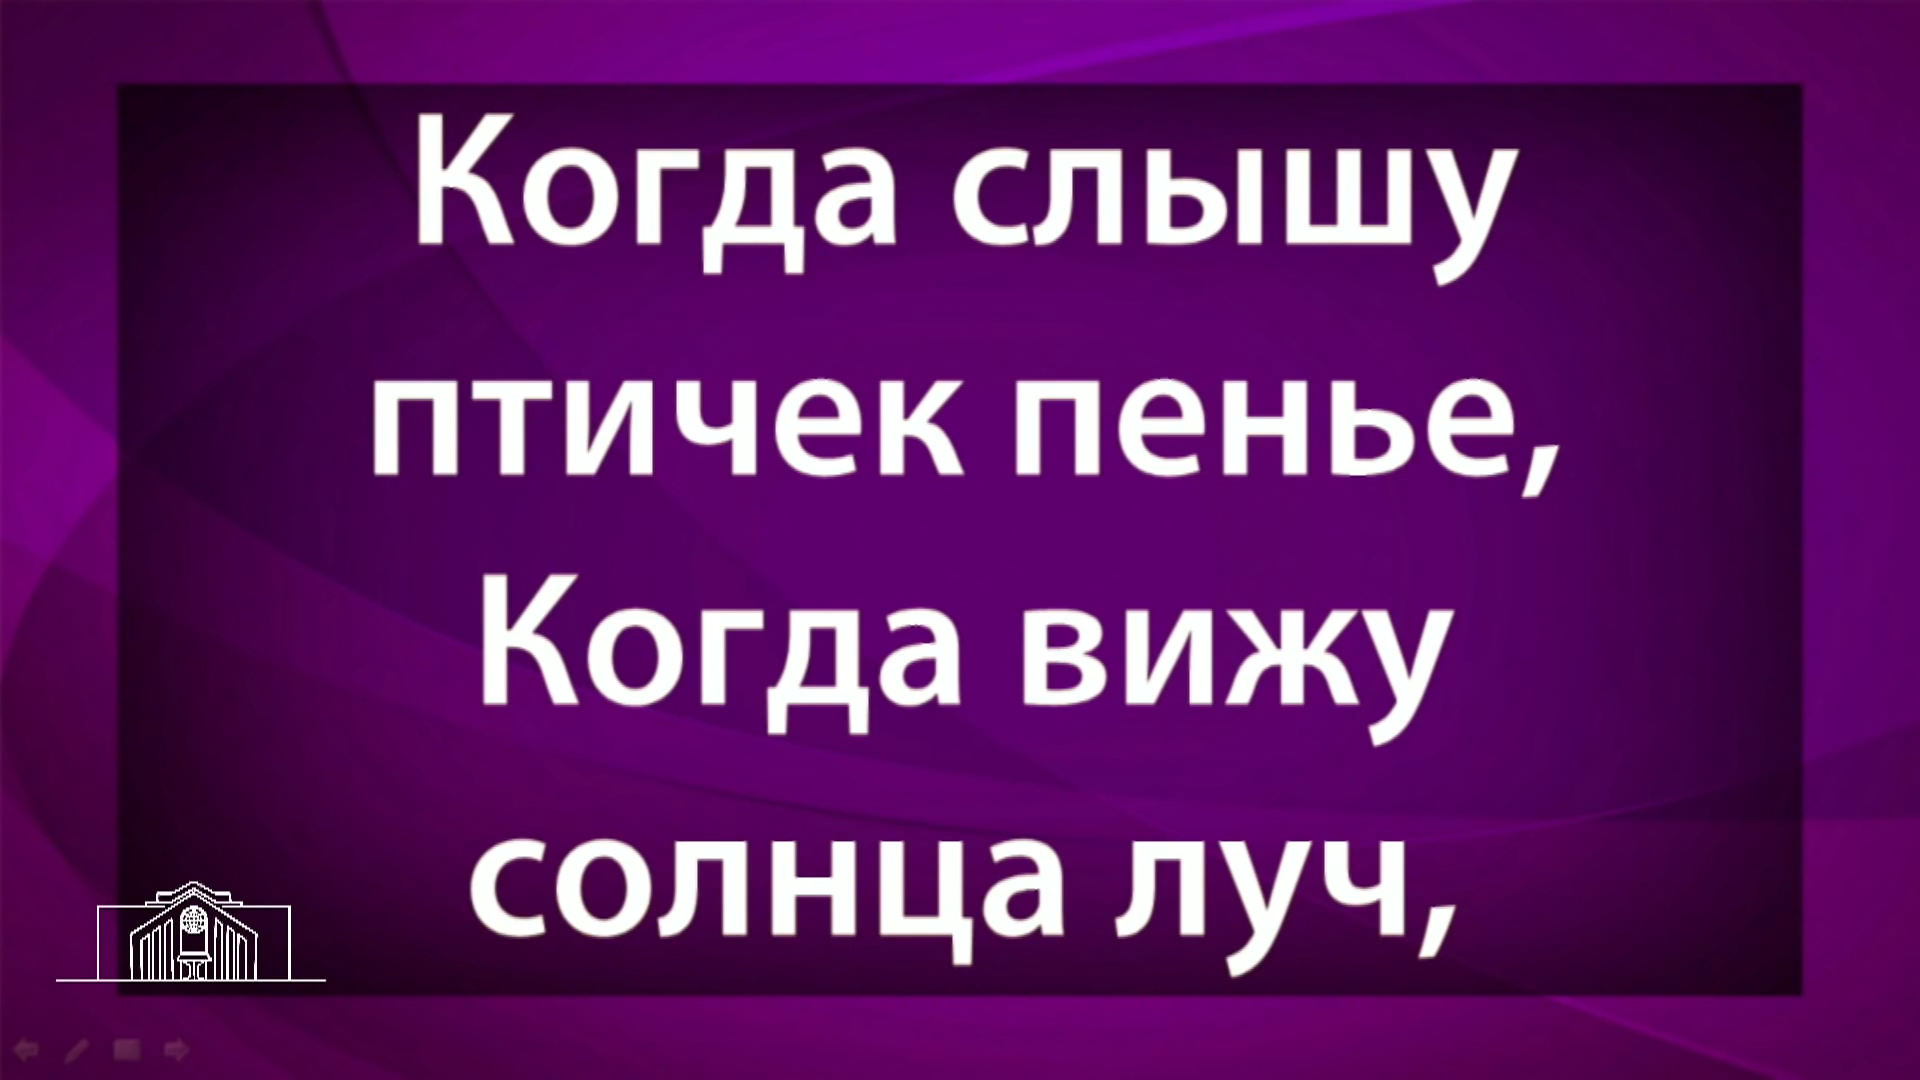 Когда слышу
птичек пенье,
Когда вижу
солнца луч,